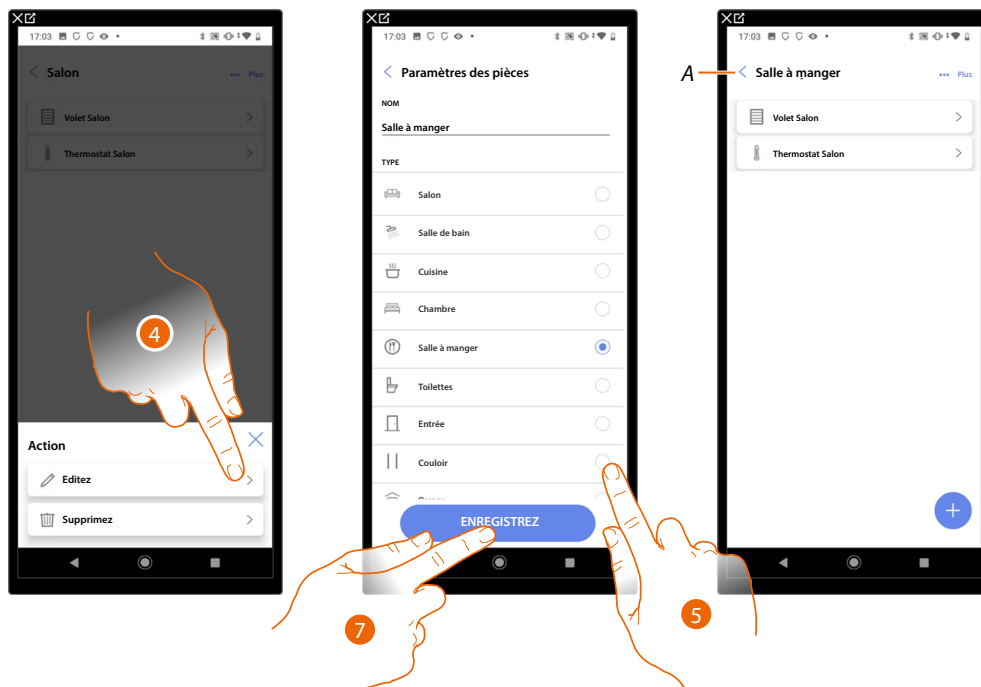 17:03
Salon
Plus
Volet Salon
Thermostat Salon
4
Action
Editez
Supprimez
17:03
Paramètres des pièces
NOM
Salle à manger
TYPE
Salon
Salle de bain
Cuisine
Chambre
Salle à manger
Toilettes
Entrée
Couloir
ENREGISTREZ
7
5
17:03
A
Salle à manger
Plus
Volet Salon
Thermostat Salon